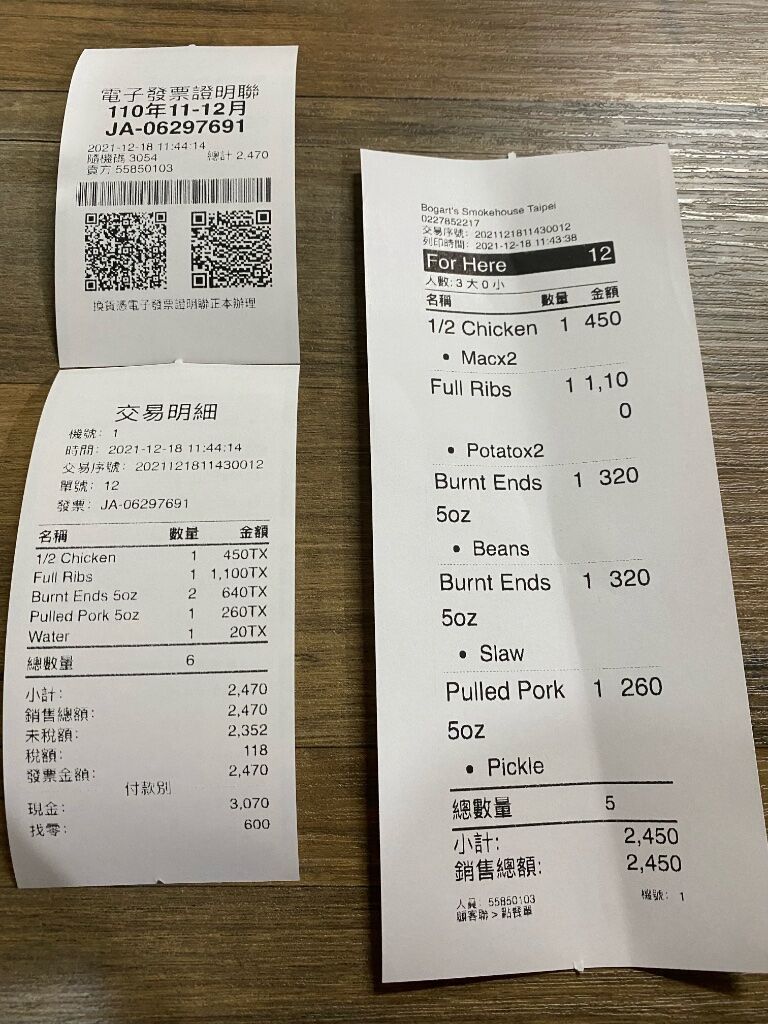 電子發票證明聯
110年11-12月
JA-06297691
2021-12-18 11:44:14
隨機碼 3054 總計 2,470
賣方 55850103
換貨憑電子發票證明聯正本辦理
交易明細
機號: 1
時間: 2021-12-18 11:44:14
交易序號: 2021121811430012
單號: 12
發票: JA-06297691
名稱 數量 金額
1/2 Chicken 1 450TX
Full Ribs 1 1,100TX
Burnt Ends 5oz 2 640TX
Pulled Pork 5oz 1 260TX
Water 1 20TX
總數量 6
小計: 2,470
銷售總額: 2,470
未稅額: 2,352
稅額: 118
發票金額: 2,470
付款別
現金: 3,070
找零: 600
Bogart's Smokehouse Taipei
0227852217
交易序號: 2021121811430012
列印時間: 2021-12-18 11:43:38
For Here 12
人數: 3 大 0 小
名稱 數量 金額
1/2 Chicken 1 450
• Macx2
Full Ribs 1 1,10
0
• Potatox2
Burnt Ends 1 320
5oz
• Beans
Burnt Ends 1 320
5oz
• Slaw
Pulled Pork 1 260
5oz
• Pickle
總數量 5
小計: 2,450
銷售總額: 2,450
人員: 55850103 機號: 1
顧客聯 > 點餐單